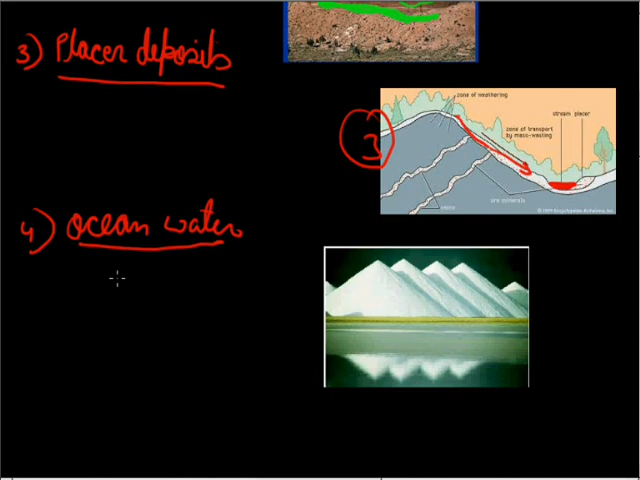 3) Placer deposits
zone of weathering
stream placer
zone of transport
by mass-wasting
3
veins
ore minerals
4) ocean water